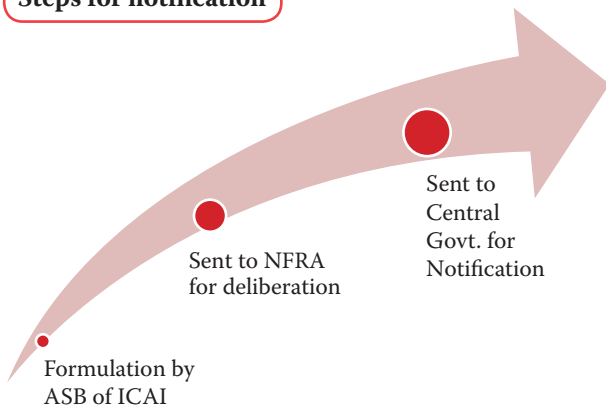 Steps for notification
Sent to
Central
Govt. for
Notification
Sent to NFRA
for deliberation
Formulation by
ASB of ICAI